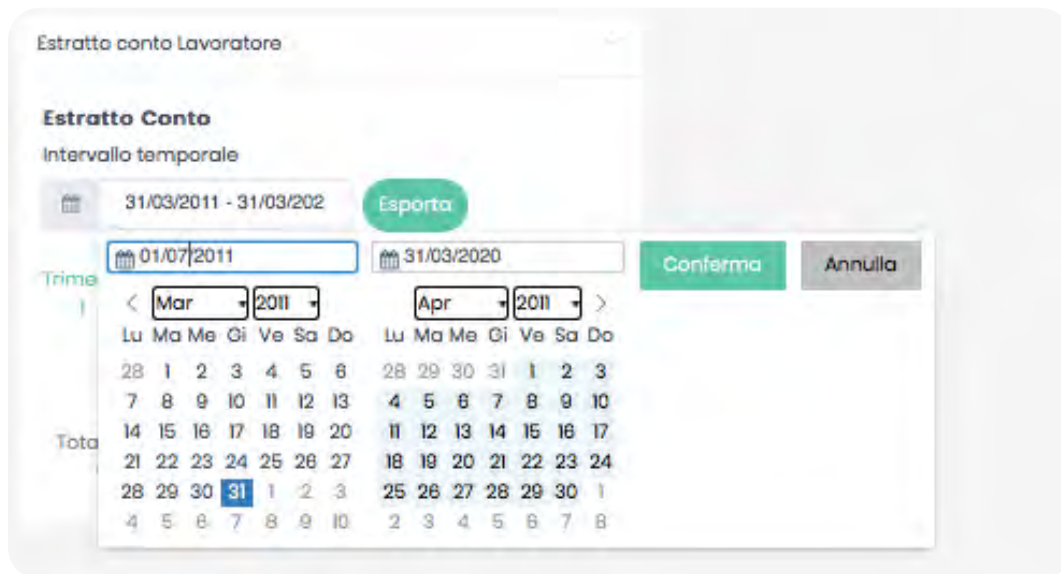 Estratto conto Lavoratore
Estratto Conto
Intervallo temporale
31/03/2011 - 31/03/202
Esporta
01/07/2011
31/03/2020
Conferma
Annulla
Trime
Mar 2011
Apr 2011
Lu Ma Me Gi Ve Sa Do
Lu Ma Me Gi Ve Sa Do
28 1 2 3 4 5 6
28 29 30 31 1 2 3
7 8 9 10 11 12 13
4 5 6 7 8 9 10
14 15 16 17 18 19 20
11 12 13 14 15 16 17
Tota
21 22 23 24 25 26 27
18 19 20 21 22 23 24
28 29 30 31 1 2 3
25 26 27 28 29 30 1
4 5 6 7 8 9 10
2 3 4 5 6 7 8